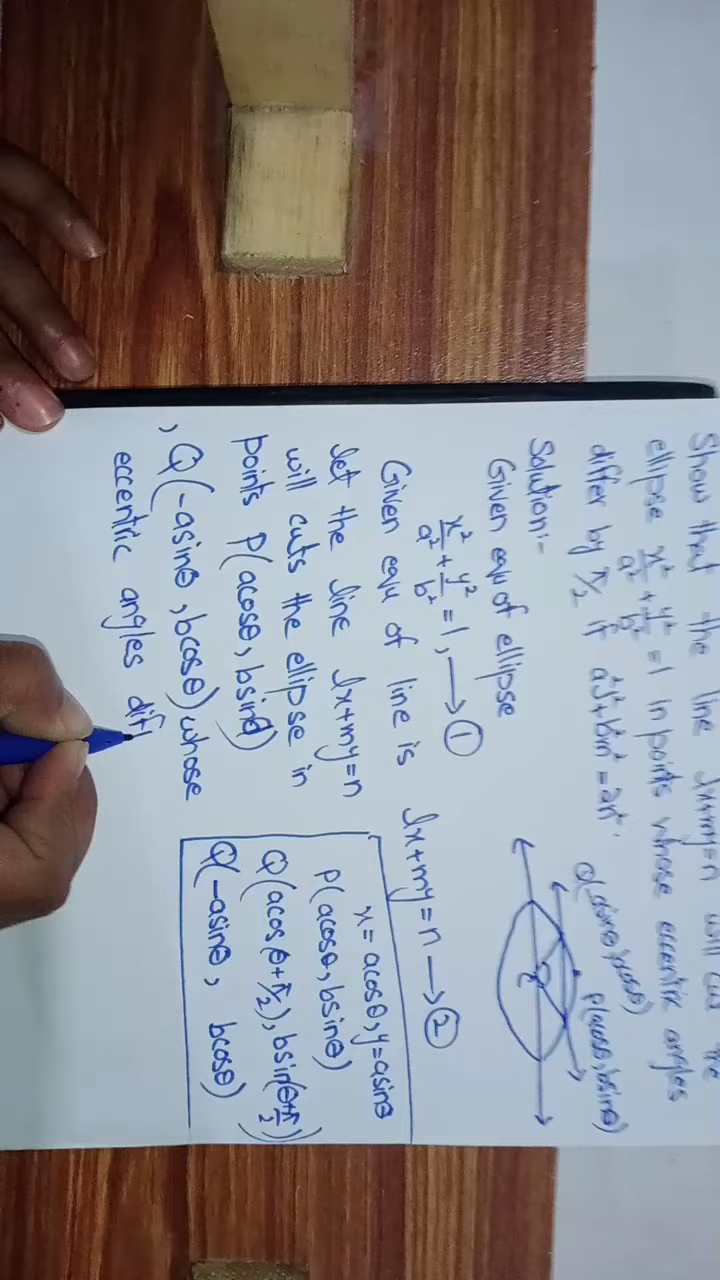 Show that the line lx+my=n will cut the
ellipse x²/a² + y²/b² = 1 in points whose eccentric angles
differ by π/2 if a²l²+b²m²=2n².
Q(-asinθ, bcosθ)
P(acosθ, bsinθ)
C
Solution:-
Given equ of ellipse
x²/a² + y²/b² = 1, → ①
Given equ of line is lx+my=n → ②
let the line lx+my=n
will cuts the ellipse in
points P(acosθ, bsinθ)
, Q(-asinθ, bcosθ) whose
eccentric angles diff
x= acosθ, y=asinθ
P(acosθ, bsinθ)
Q(acos(θ+π/2), bsin(θ+π/2))
Q(-asinθ, bcosθ)